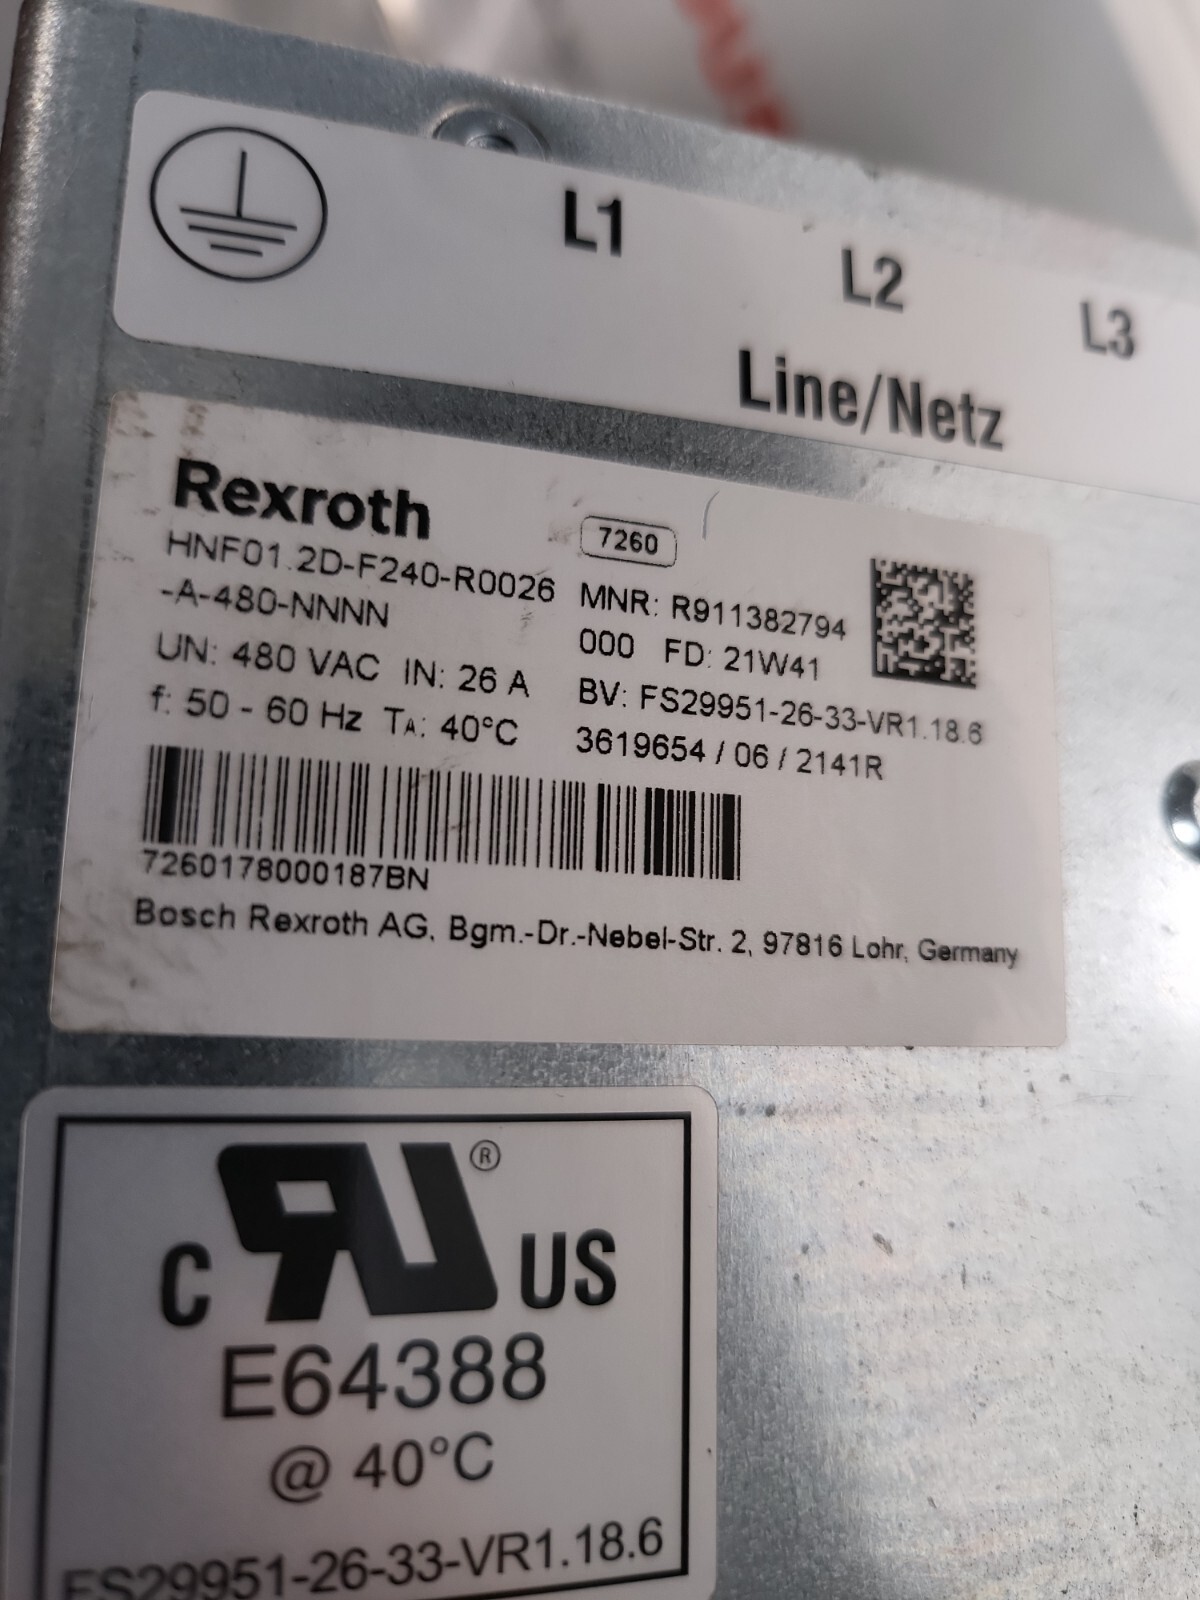 L1
L2
L3
Line/Netz
Rexroth
7260
HNF01.2D-F240-R0026
-A-480-NNNN
MNR: R911382794
000 FD: 21W41
UN: 480 VAC IN: 26 A
BV: FS29951-26-33-VR1.18.6
f: 50 - 60 Hz TA: 40°C
3619654 / 06 / 2141R
7260178000187BN
Bosch Rexroth AG, Bgm.-Dr.-Nebel-Str. 2, 97816 Lohr, Germany
C RU ® US
E64388
@ 40°C
FS29951-26-33-VR1.18.6